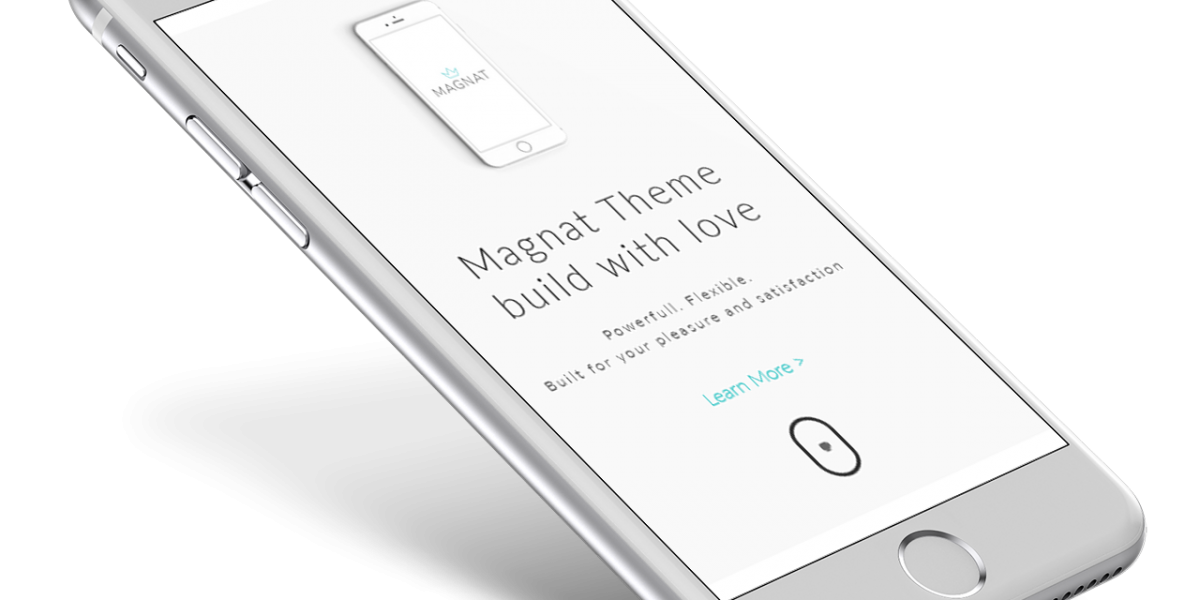 MAGNAT
Magnat Theme
build with love
Powerfull. Flexible.
Built for your pleasure and satisfaction
Learn More >